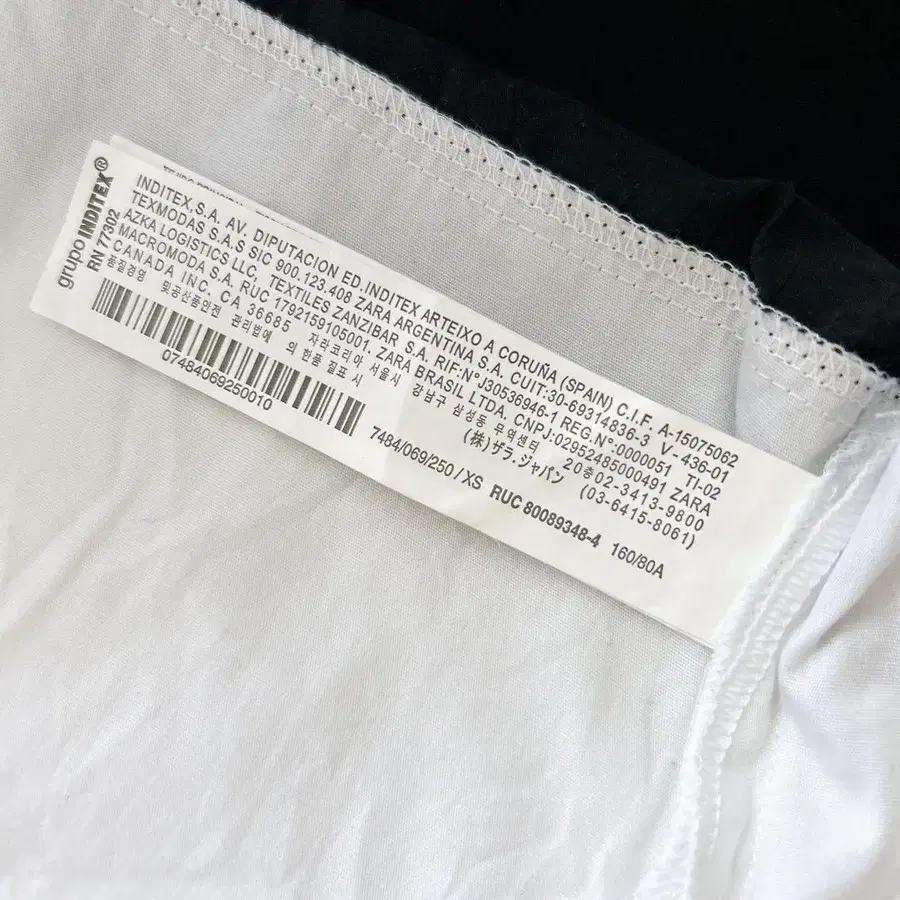 grupo INDITEX®
RN 77302
INDITEX, S.A. AV. DIPUTACION ED. INDITEX ARTEIXO A CORUÑA (SPAIN) C.I.F. A-15075062
TEXMODAS S.A.S SIC 900.123.408 ZARA ARGENTINA S.A. CUIT:30-69314836-3 V-436-01
AZKA LOGISTICS LLC, TEXTILES ZANZIBAR S.A. RIF:N°J30536946-1 REG.N°:0000051 TI-02
MACROMODA S.A. RUC 1792159105001. ZARA BRASIL LTDA. CNPJ:02952485000491 ZARA
CANADA INC. CA 36685 자라코리아 서울시 강남구 삼성동 무역센터 20층02-3413-9800
품질경영 및공산품안전 관리법에 의한품질표시 (株)ザラ.ジャパン (03-6415-8061)
07484069250010
7484/069/250/XS RUC 80089348-4 160/80A